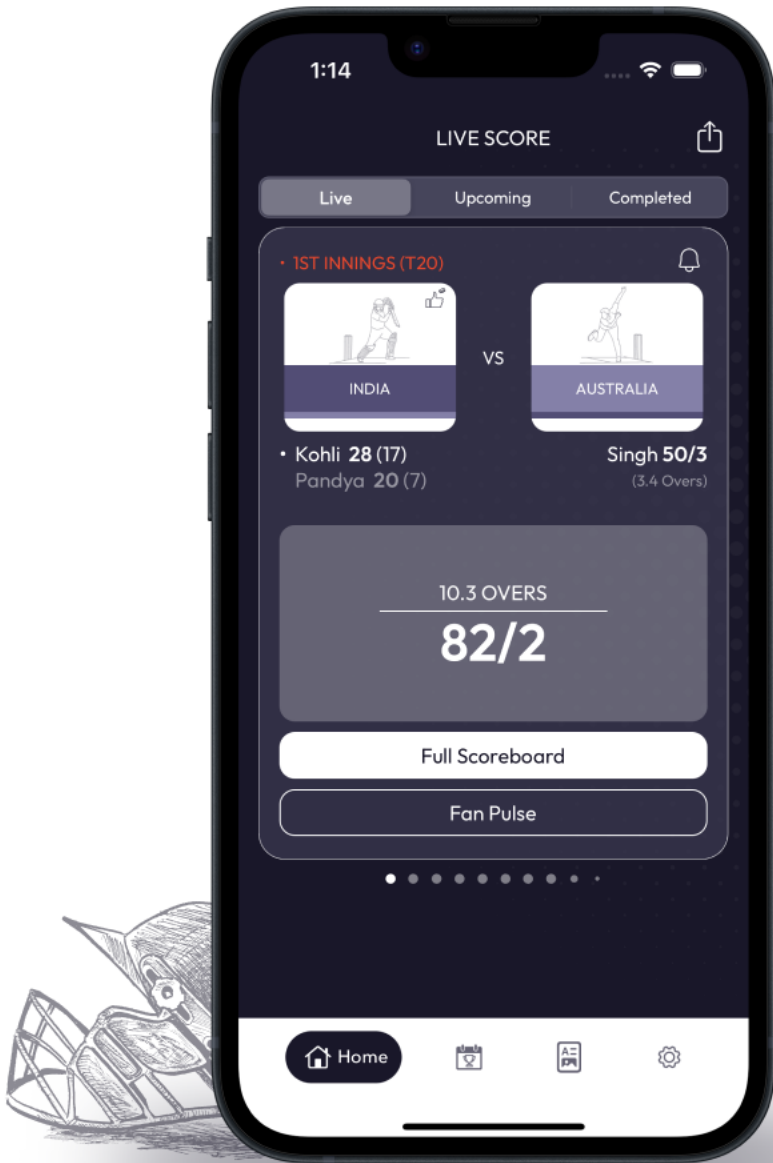 1:14
LIVE SCORE
Live Upcoming Completed
• 1ST INNINGS (T20)
INDIA VS AUSTRALIA
• Kohli 28 (17) Singh 50/3
Pandya 20 (7) (3.4 Overs)
10.3 OVERS
82/2
Full Scoreboard
Fan Pulse
Home